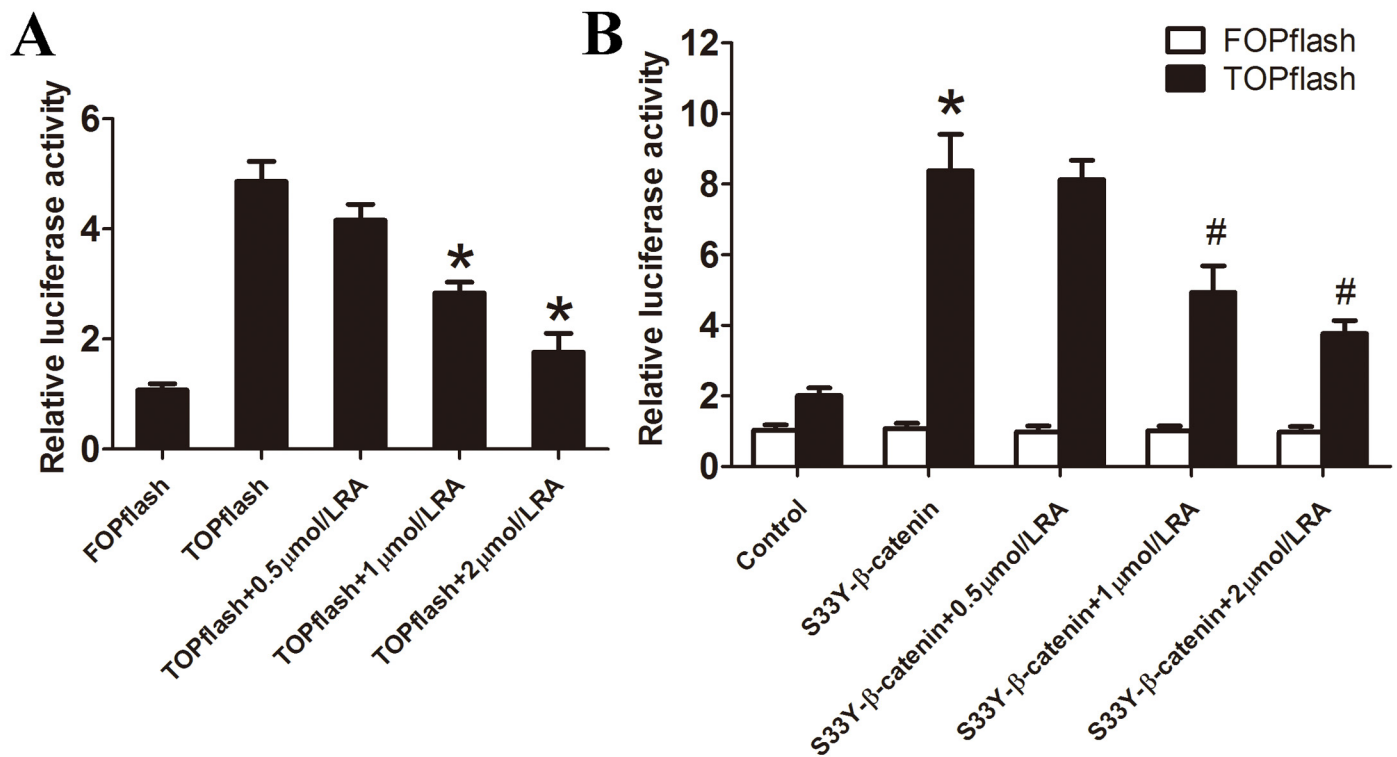 A
Relative luciferase activity
6
4
2
0
*
*
FOPflash
TOPflash
TOPflash+0.5μmol/LRA
TOPflash+1μmol/LRA
TOPflash+2μmol/LRA
B
Relative luciferase activity
12
10
8
6
4
2
0
FOPflash
TOPflash
*
#
#
Control
S33Y-β-catenin
S33Y-β-catenin+0.5μmol/LRA
S33Y-β-catenin+1μmol/LRA
S33Y-β-catenin+2μmol/LRA